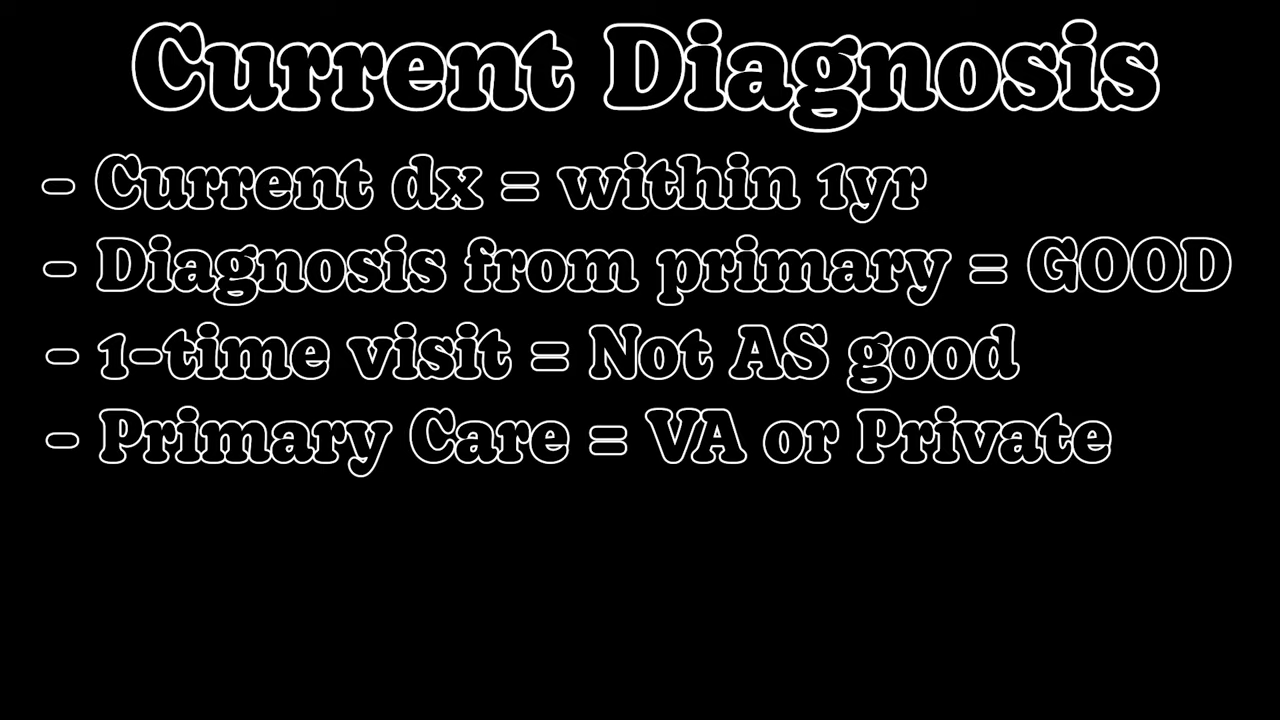 Current Diagnosis
- Current dx = within 1yr
- Diagnosis from primary = GOOD
- 1-time visit = Not AS good
- Primary Care = VA or Private